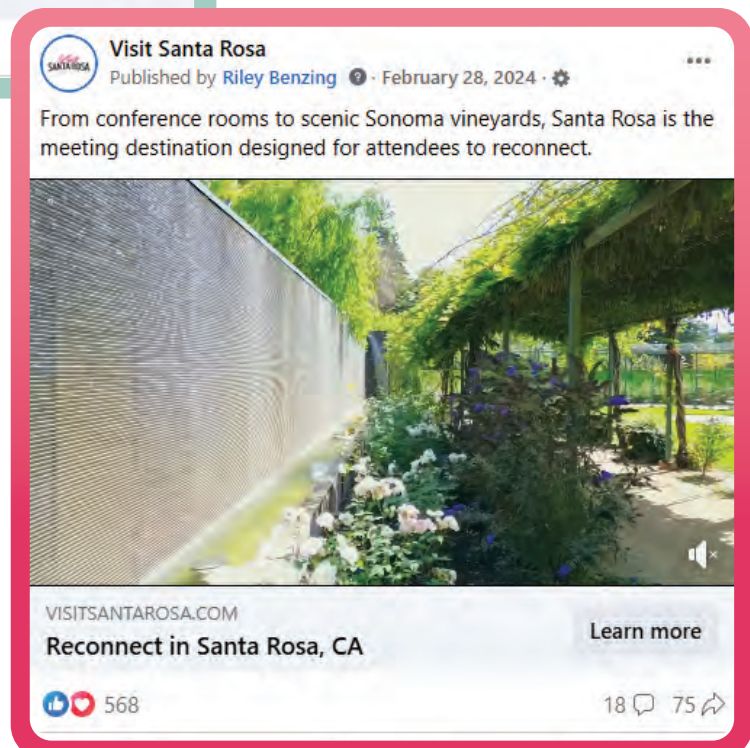 Visit Santa Rosa
Published by Riley Benzing · February 28, 2024 ·
From conference rooms to scenic Sonoma vineyards, Santa Rosa is the
meeting destination designed for attendees to reconnect.
VISITSANTAROSA.COM
Reconnect in Santa Rosa, CA
Learn more
568
18 75